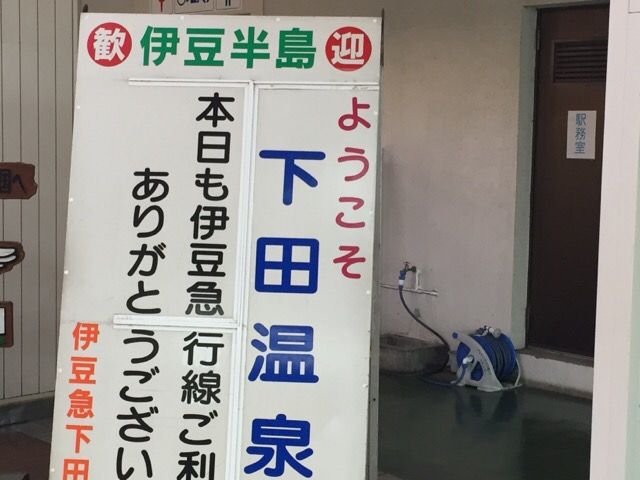 歓 伊豆半島 迎
ようこそ
下田温泉
本日も伊豆急行線ご利
ありがとうござい
伊豆急下田
駅務室